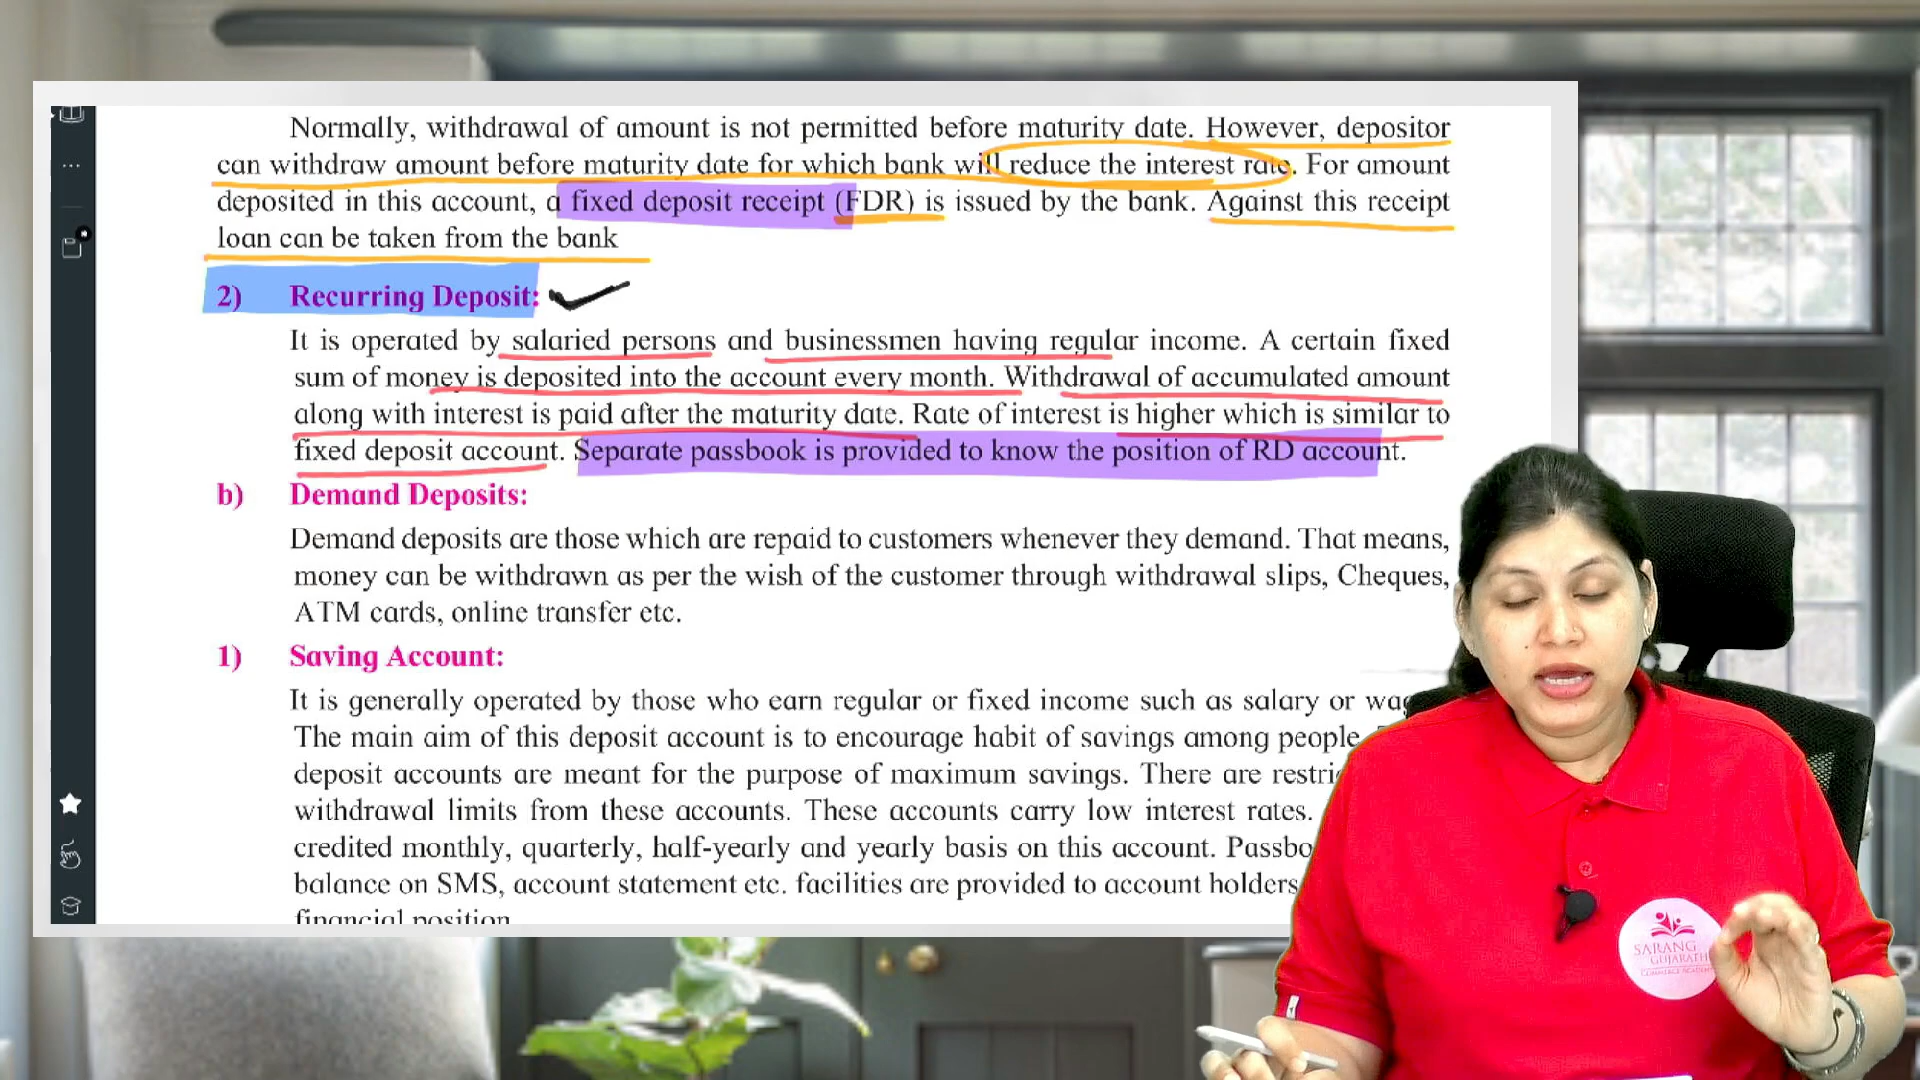 Normally, withdrawal of amount is not permitted before maturity date. However, depositor
can withdraw amount before maturity date for which bank will reduce the interest rate. For amount
deposited in this account, a fixed deposit receipt (FDR) is issued by the bank. Against this receipt
loan can be taken from the bank
2) Recurring Deposit:
It is operated by salaried persons and businessmen having regular income. A certain fixed
sum of money is deposited into the account every month. Withdrawal of accumulated amount
along with interest is paid after the maturity date. Rate of interest is higher which is similar to
fixed deposit account. Separate passbook is provided to know the position of RD account.
b) Demand Deposits:
Demand deposits are those which are repaid to customers whenever they demand. That means,
money can be withdrawn as per the wish of the customer through withdrawal slips, Cheques,
ATM cards, online transfer etc.
1) Saving Account:
It is generally operated by those who earn regular or fixed income such as salary or
The main aim of this deposit account is to encourage habit of savings among people.
deposit accounts are meant for the purpose of maximum savings. There are
withdrawal limits from these accounts. These accounts carry low interest rates.
credited monthly, quarterly, half-yearly and yearly basis on this account.
balance on SMS, account statement etc. facilities are provided to account holders
financial position
SARANG